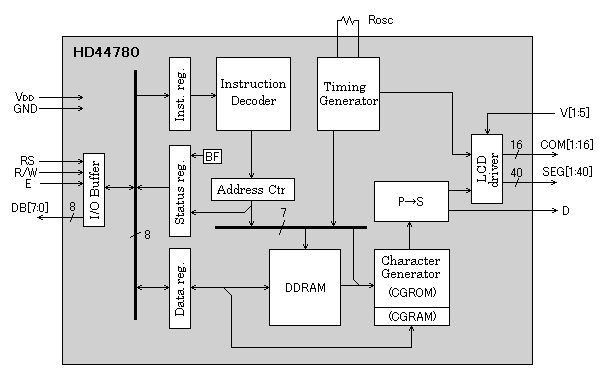 Rosc
HD44780
VDD
GND
Inst. reg.
Instruction
Decoder
Timing
Generator
V[1:5]
RS
R/W
E
DB[7:0]
8
I/O Buffer
8
Status reg.
BF
Address Ctr
7
LCD
driver
16
COM[1:16]
40
SEG[1:40]
P→S
D
Data reg.
DDRAM
Character
Generator
(CGROM)
(CGRAM)